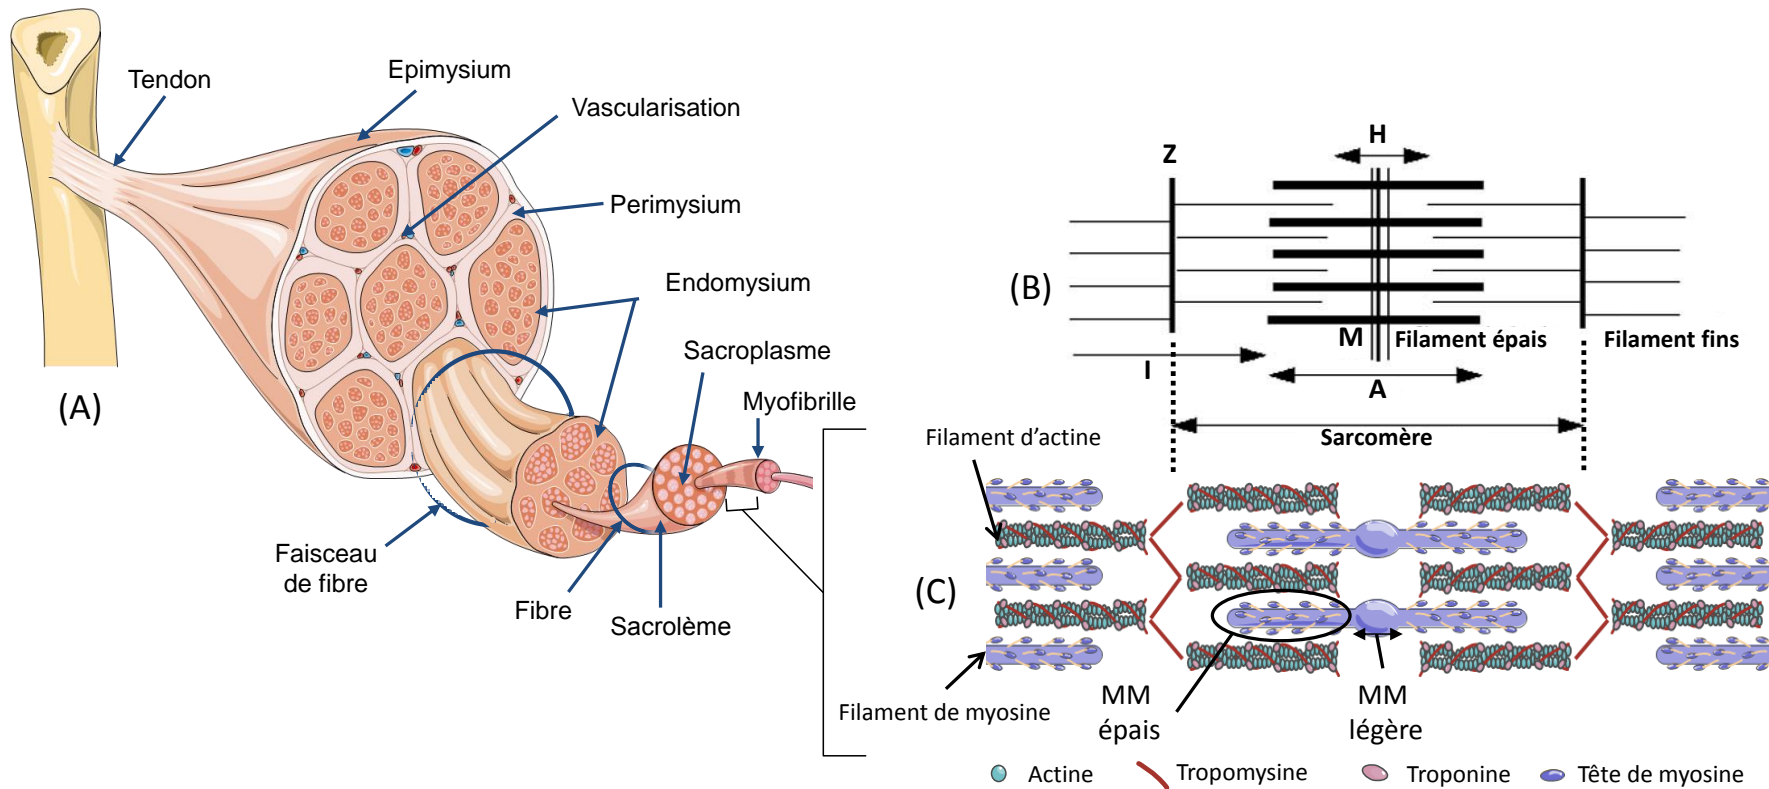 Tendon
Epimysium
Vascularisation
Perimysium
Endomysium
Sacroplasme
Myofibrille
(A)
Faisceau
de fibre
Fibre
Sacrolème
H
Z
(B)
M
Filament épais
Filament fins
I
A
Sarcomère
Filament d'actine
(C)
Filament de myosine
MM
épais
MM
légère
Actine
Tropomysine
Troponine
Tête de myosine